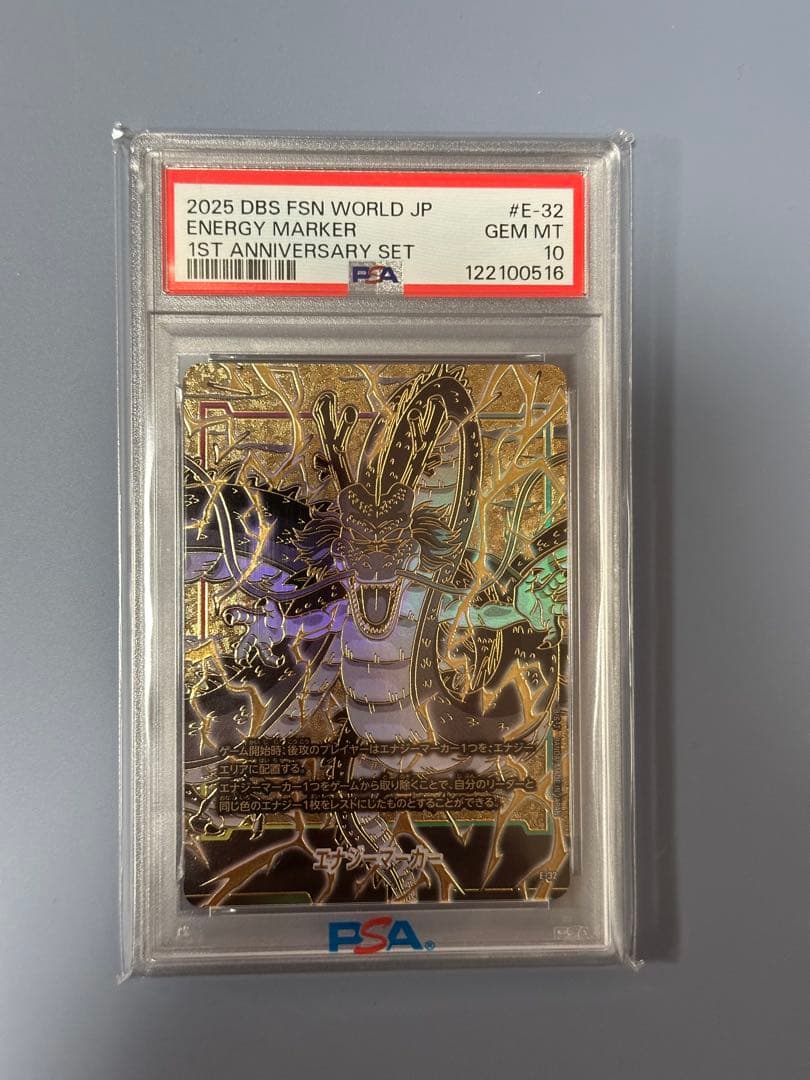 2025 DBS FSN WORLD JP #E-32
ENERGY MARKER GEM MT
1ST ANNIVERSARY SET 10
PSA 122100516
ゲーム開始時、後攻のプレイヤーはエナジーマーカー1つを、エナジー
エリアに配置する。
エナジーマーカー1つをゲームから取り除くことで、自分のリーダーと
同じ色のエナジー1枚をレストにしたものとすることができる。
エナジーマーカー
E-32
PSA®